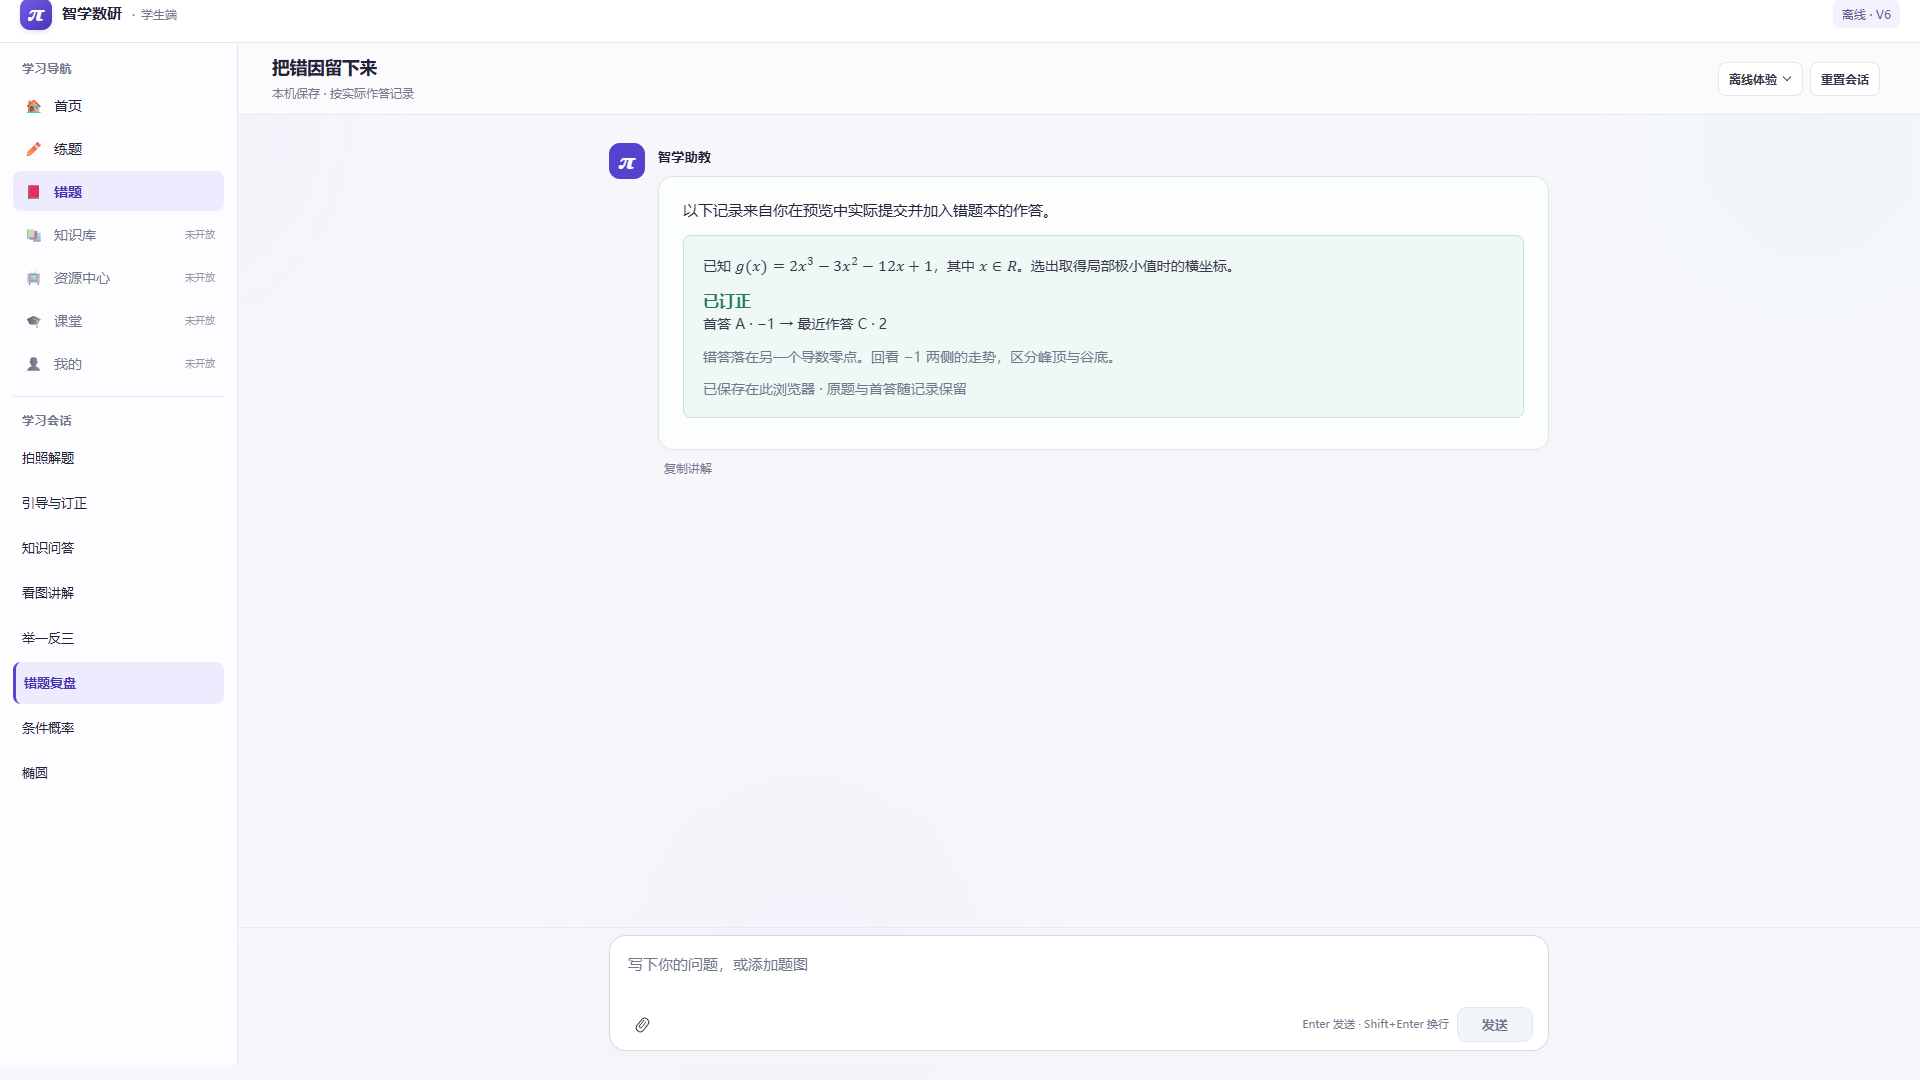 π 智学数研 · 学生端
离线 · V6
学习导航
首页
练题
错题
知识库 未开放
资源中心 未开放
课堂 未开放
我的 未开放
学习会话
拍照解题
引导与订正
知识问答
看图讲解
举一反三
错题复盘
条件概率
椭圆
把错因留下来
本机保存 · 按实际作答记录
离线体验
重置会话
π 智学助教
以下记录来自你在预览中实际提交并加入错题本的作答。
已知 g(x) = 2x³ − 3x² − 12x + 1，其中 x ∈ R。选出取得局部极小值时的横坐标。
已订正
首答 A · −1 → 最近作答 C · 2
错答落在另一个导数零点。回看 −1 两侧的走势，区分峰顶与谷底。
已保存在此浏览器 · 原题与首答随记录保留
复制讲解
写下你的问题，或添加题图
Enter 发送 · Shift+Enter 换行
发送